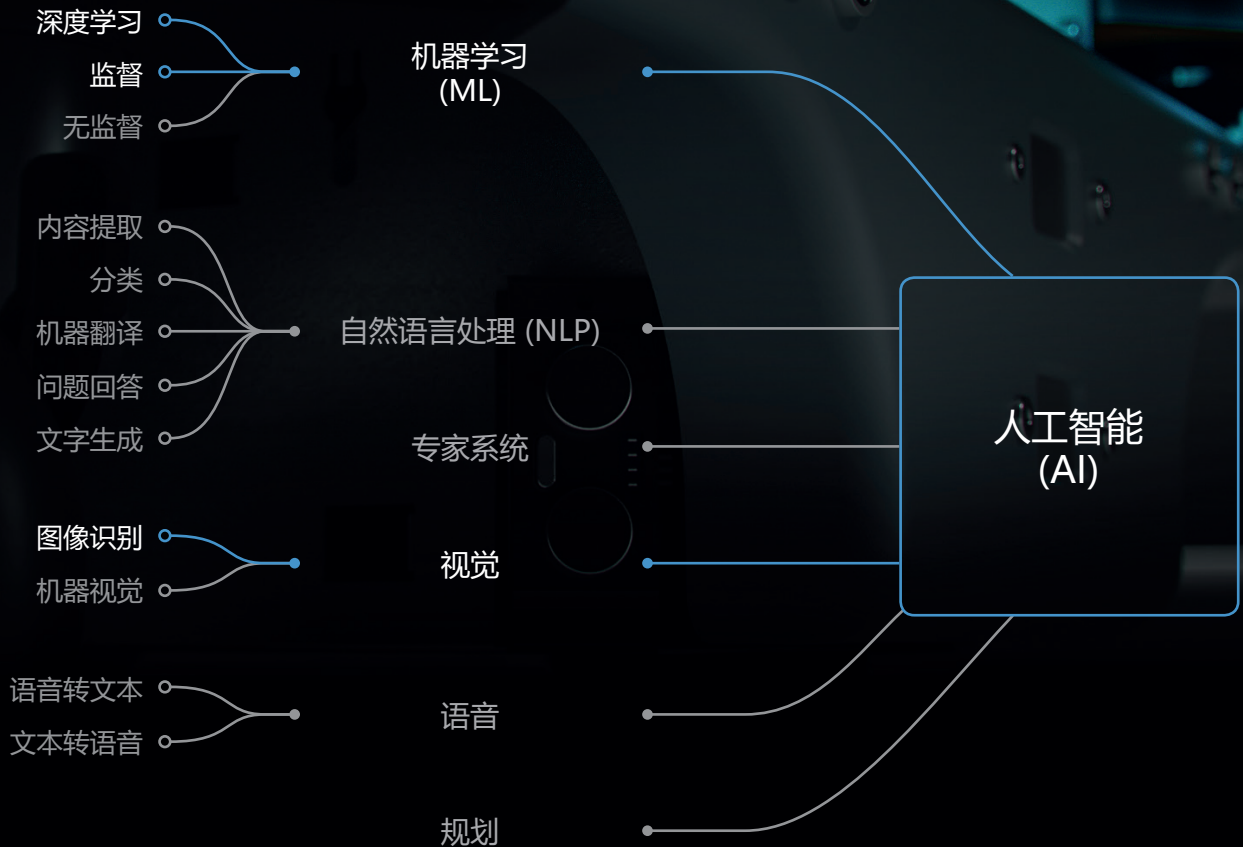 深度学习
监督
无监督
机器学习
(ML)
内容提取
分类
机器翻译
问题回答
文字生成
自然语言处理 (NLP)
专家系统
图像识别
机器视觉
视觉
语音转文本
文本转语音
语音
规划
人工智能
(AI)